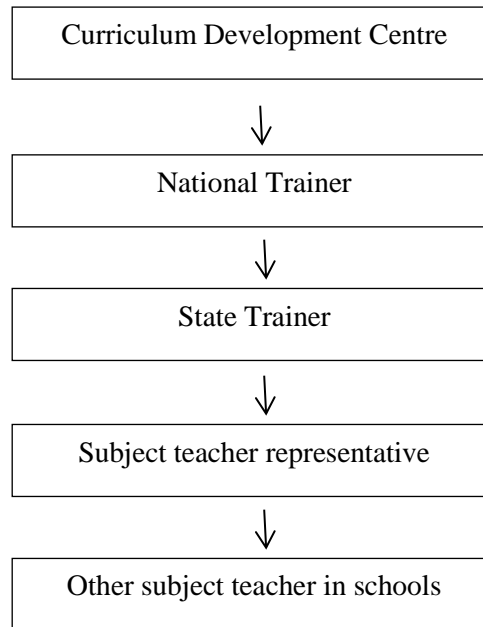 Curriculum Development Centre
National Trainer
State Trainer
Subject teacher representative
Other subject teacher in schools